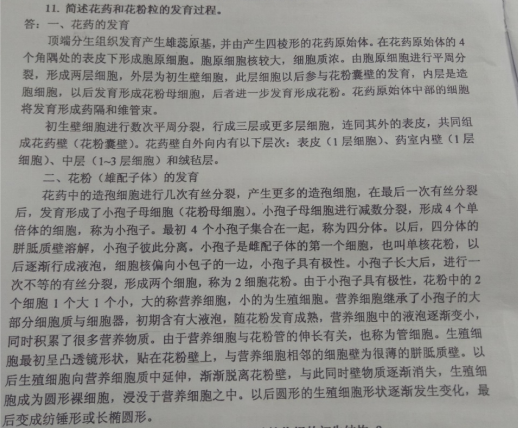 11. 简述花药和花粉粒的发育过程。
答：一、花药的发育
顶端分生组织发育产生雄蕊原基，并由产生四棱形的花药原始体。在花药原始体的 4
个角隅处的表皮下形成胞原细胞。胞原细胞核较大，细胞质浓。由胞原细胞进行平周分
裂，形成两层细胞，外层为初生壁细胞，此层细胞以后参与花粉囊壁的发育，内层是造
胞细胞，以后发育形成花粉母细胞，后者进一步发育形成花粉。花药原始体中部的细胞
将发育形成药隔和维管束。
初生壁细胞进行数次平周分裂，行成三层或更多层细胞，连同其外的表皮，共同组
成花药壁（花粉囊壁）。花药壁自外向内有以下层次：表皮（1 层细胞）、药室内壁（1 层
细胞）、中层（1~3 层细胞）和绒毡层。
二、花粉（雄配子体）的发育
花药中的造孢细胞进行几次有丝分裂，产生更多的造孢细胞，在最后一次有丝分裂
后，发育形成了小孢子母细胞（花粉母细胞）。小孢子母细胞进行减数分裂，形成 4 个单
倍体的细胞，称为小孢子。最初 4 个小孢子集合在一起，称为四分体。以后，四分体的
胼胝质壁溶解，小孢子彼此分离。小孢子是雌配子体的第一个细胞，也叫单核花粉，以
后逐渐行成液泡，细胞核偏向小包子的一边，小孢子具有极性。小孢子长大后，进行一
次不等的有丝分裂，形成两个细胞，称为 2 细胞花粉。由于小孢子具有极性，花粉中的 2
个细胞 1 个大 1 个小，大的称营养细胞，小的为生殖细胞。营养细胞继承了小孢子的大
部分细胞质与细胞器，初期含有大液泡，随花粉发育成熟，营养细胞中的液泡逐渐变小，
同时积累了很多营养物质。由于营养细胞与花粉管的伸长有关，也称为管细胞。生殖细
胞最初呈凸透镜形状，贴在花粉壁上，与营养细胞相邻的细胞壁为很薄的胼胝质壁。以
后生殖细胞向营养细胞质中延伸，渐渐脱离花粉壁，与此同时壁物质逐渐消失，生殖细
胞成为圆形裸细胞，浸没于营养细胞之中。以后圆形的生殖细胞形状逐渐发生变化，最
后变成纺锤形或长椭圆形。